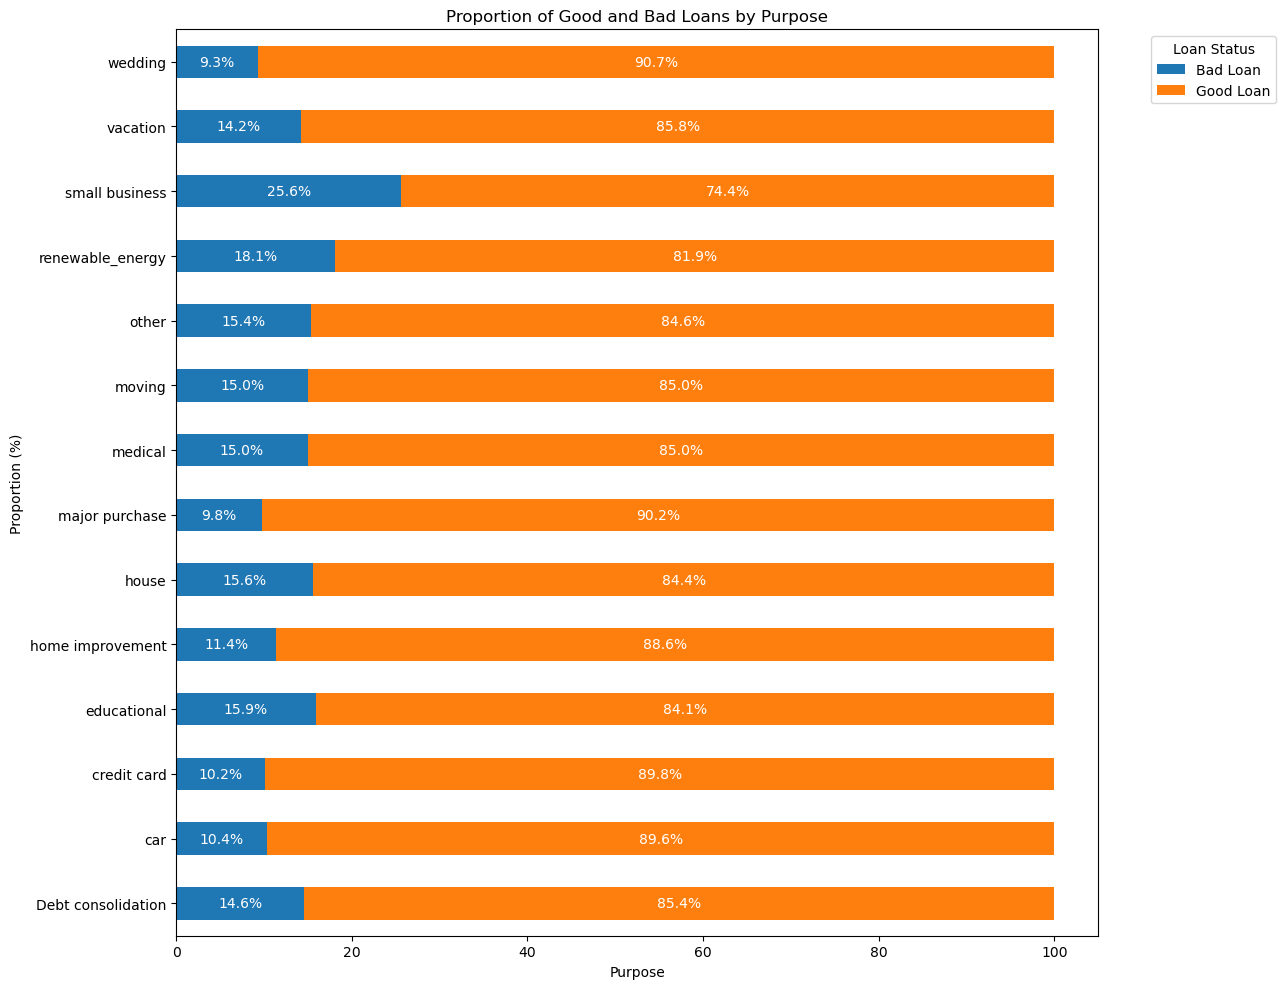 Proportion of Good and Bad Loans by Purpose
Loan Status
Bad Loan
Good Loan
wedding 9.3% 90.7%
vacation 14.2% 85.8%
small business 25.6% 74.4%
renewable_energy 18.1% 81.9%
other 15.4% 84.6%
moving 15.0% 85.0%
medical 15.0% 85.0%
major purchase 9.8% 90.2%
house 15.6% 84.4%
home improvement 11.4% 88.6%
educational 15.9% 84.1%
credit card 10.2% 89.8%
car 10.4% 89.6%
Debt consolidation 14.6% 85.4%
Proportion (%)
0 20 40 60 80 100
Purpose